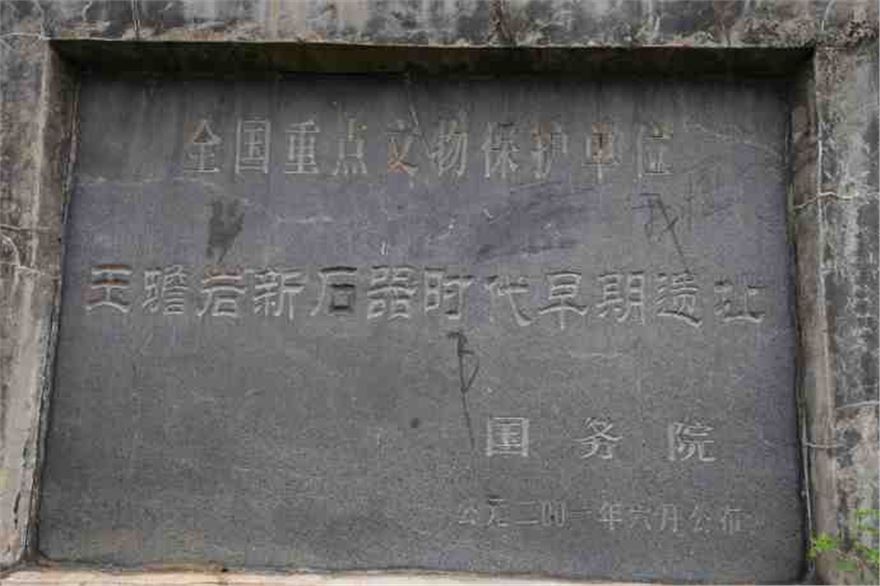 全国重点文物保护单位
玉蟾岩新石器时代早期遗址
国务院
公元二00一年六月公布